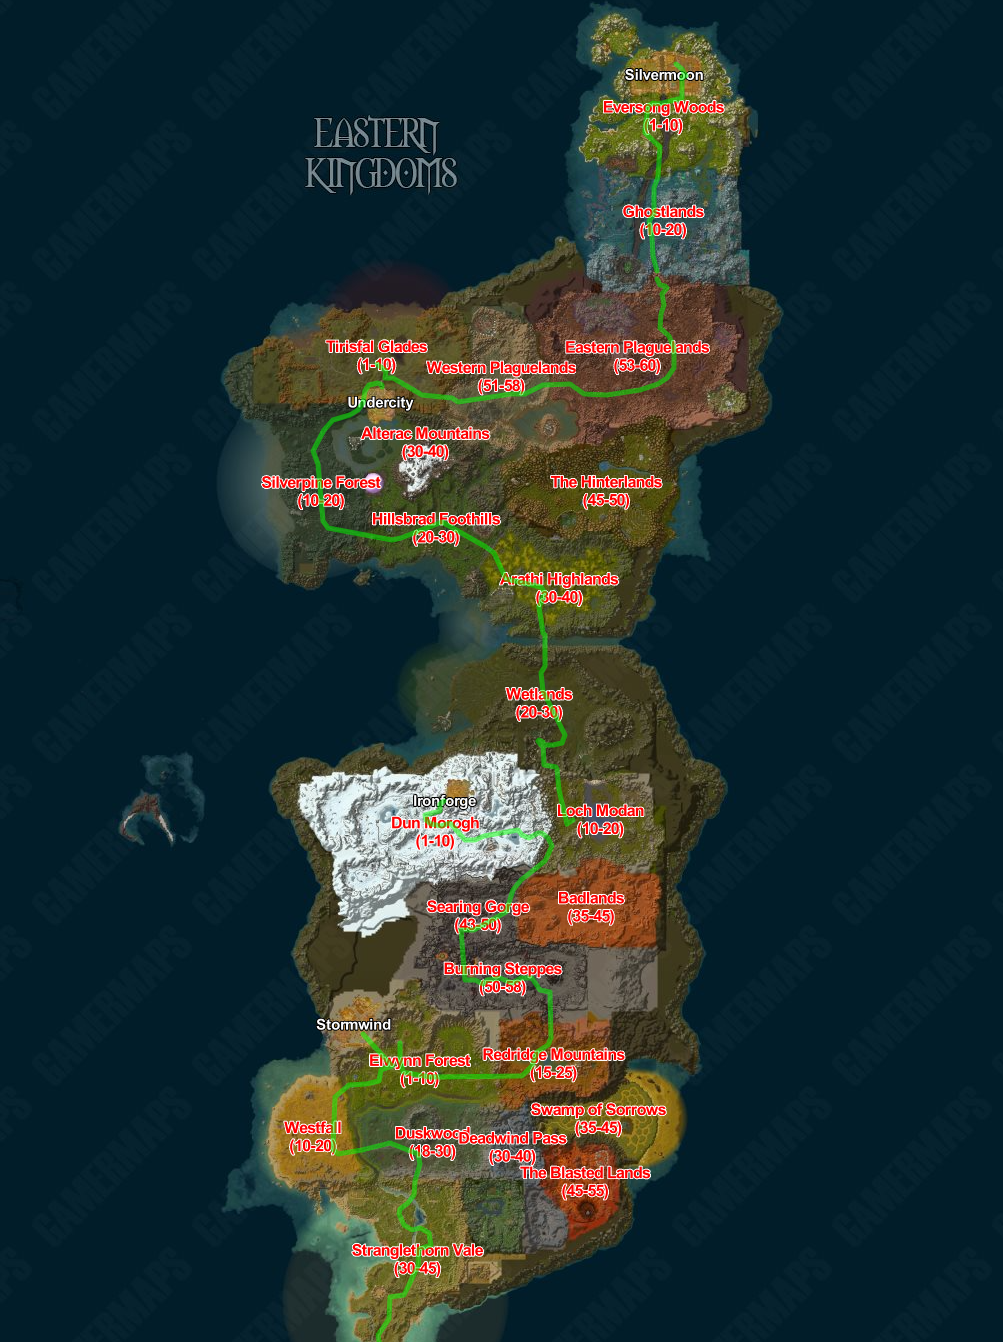 Silvermoon
Eversong Woods
(1-10)
EASTERN
KINGDOMS
Ghostlands
(10-20)
Tirisfal Glades
(1-10)
Eastern Plaguelands
(53-60)
Western Plaguelands
(51-58)
Undercity
Alterac Mountains
(30-40)
Silverpine Forest
(10-20)
The Hinterlands
(45-50)
Hillsbrad Foothills
(20-30)
Arathi Highlands
(30-40)
Wetlands
(20-30)
Ironforge
Dun Morogh
(1-10)
Loch Modan
(10-20)
Badlands
(35-45)
Searing Gorge
(43-50)
Burning Steppes
(50-58)
Stormwind
Elwynn Forest
(1-10)
Redridge Mountains
(15-25)
Swamp of Sorrows
(35-45)
Westfall
(10-20)
Duskwood
(18-30)
Deadwind Pass
(30-40)
The Blasted Lands
(45-55)
Stranglethorn Vale
(30-45)
GAMERMAPS